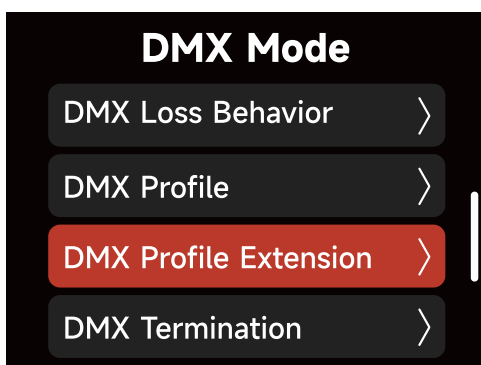 DMX Mode
DMX Loss Behavior
DMX Profile
DMX Profile Extension
DMX Termination